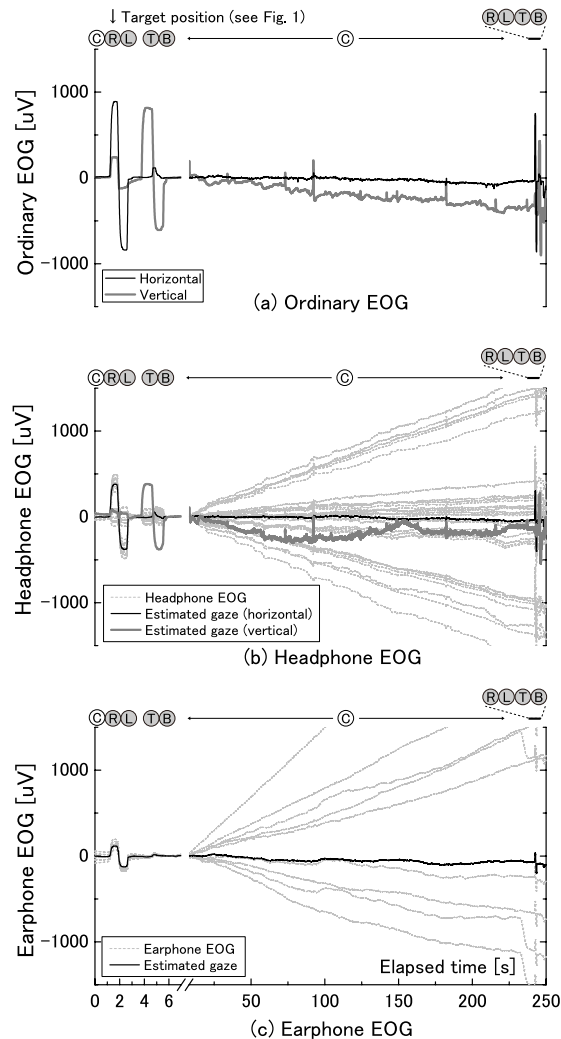 ↓ Target position (see Fig. 1)
R L T B
C R L T B C
1000
0
-1000
Ordinary EOG [uV]
Horizontal
Vertical
(a) Ordinary EOG
R L T B
C R L T B C
1000
0
-1000
Headphone EOG [uV]
Headphone EOG
Estimated gaze (horizontal)
Estimated gaze (vertical)
(b) Headphone EOG
R L T B
C R L T B C
1000
0
-1000
Earphone EOG [uV]
Earphone EOG
Estimated gaze
Elapsed time [s]
0 2 4 6 50 100 150 200 250
(c) Earphone EOG